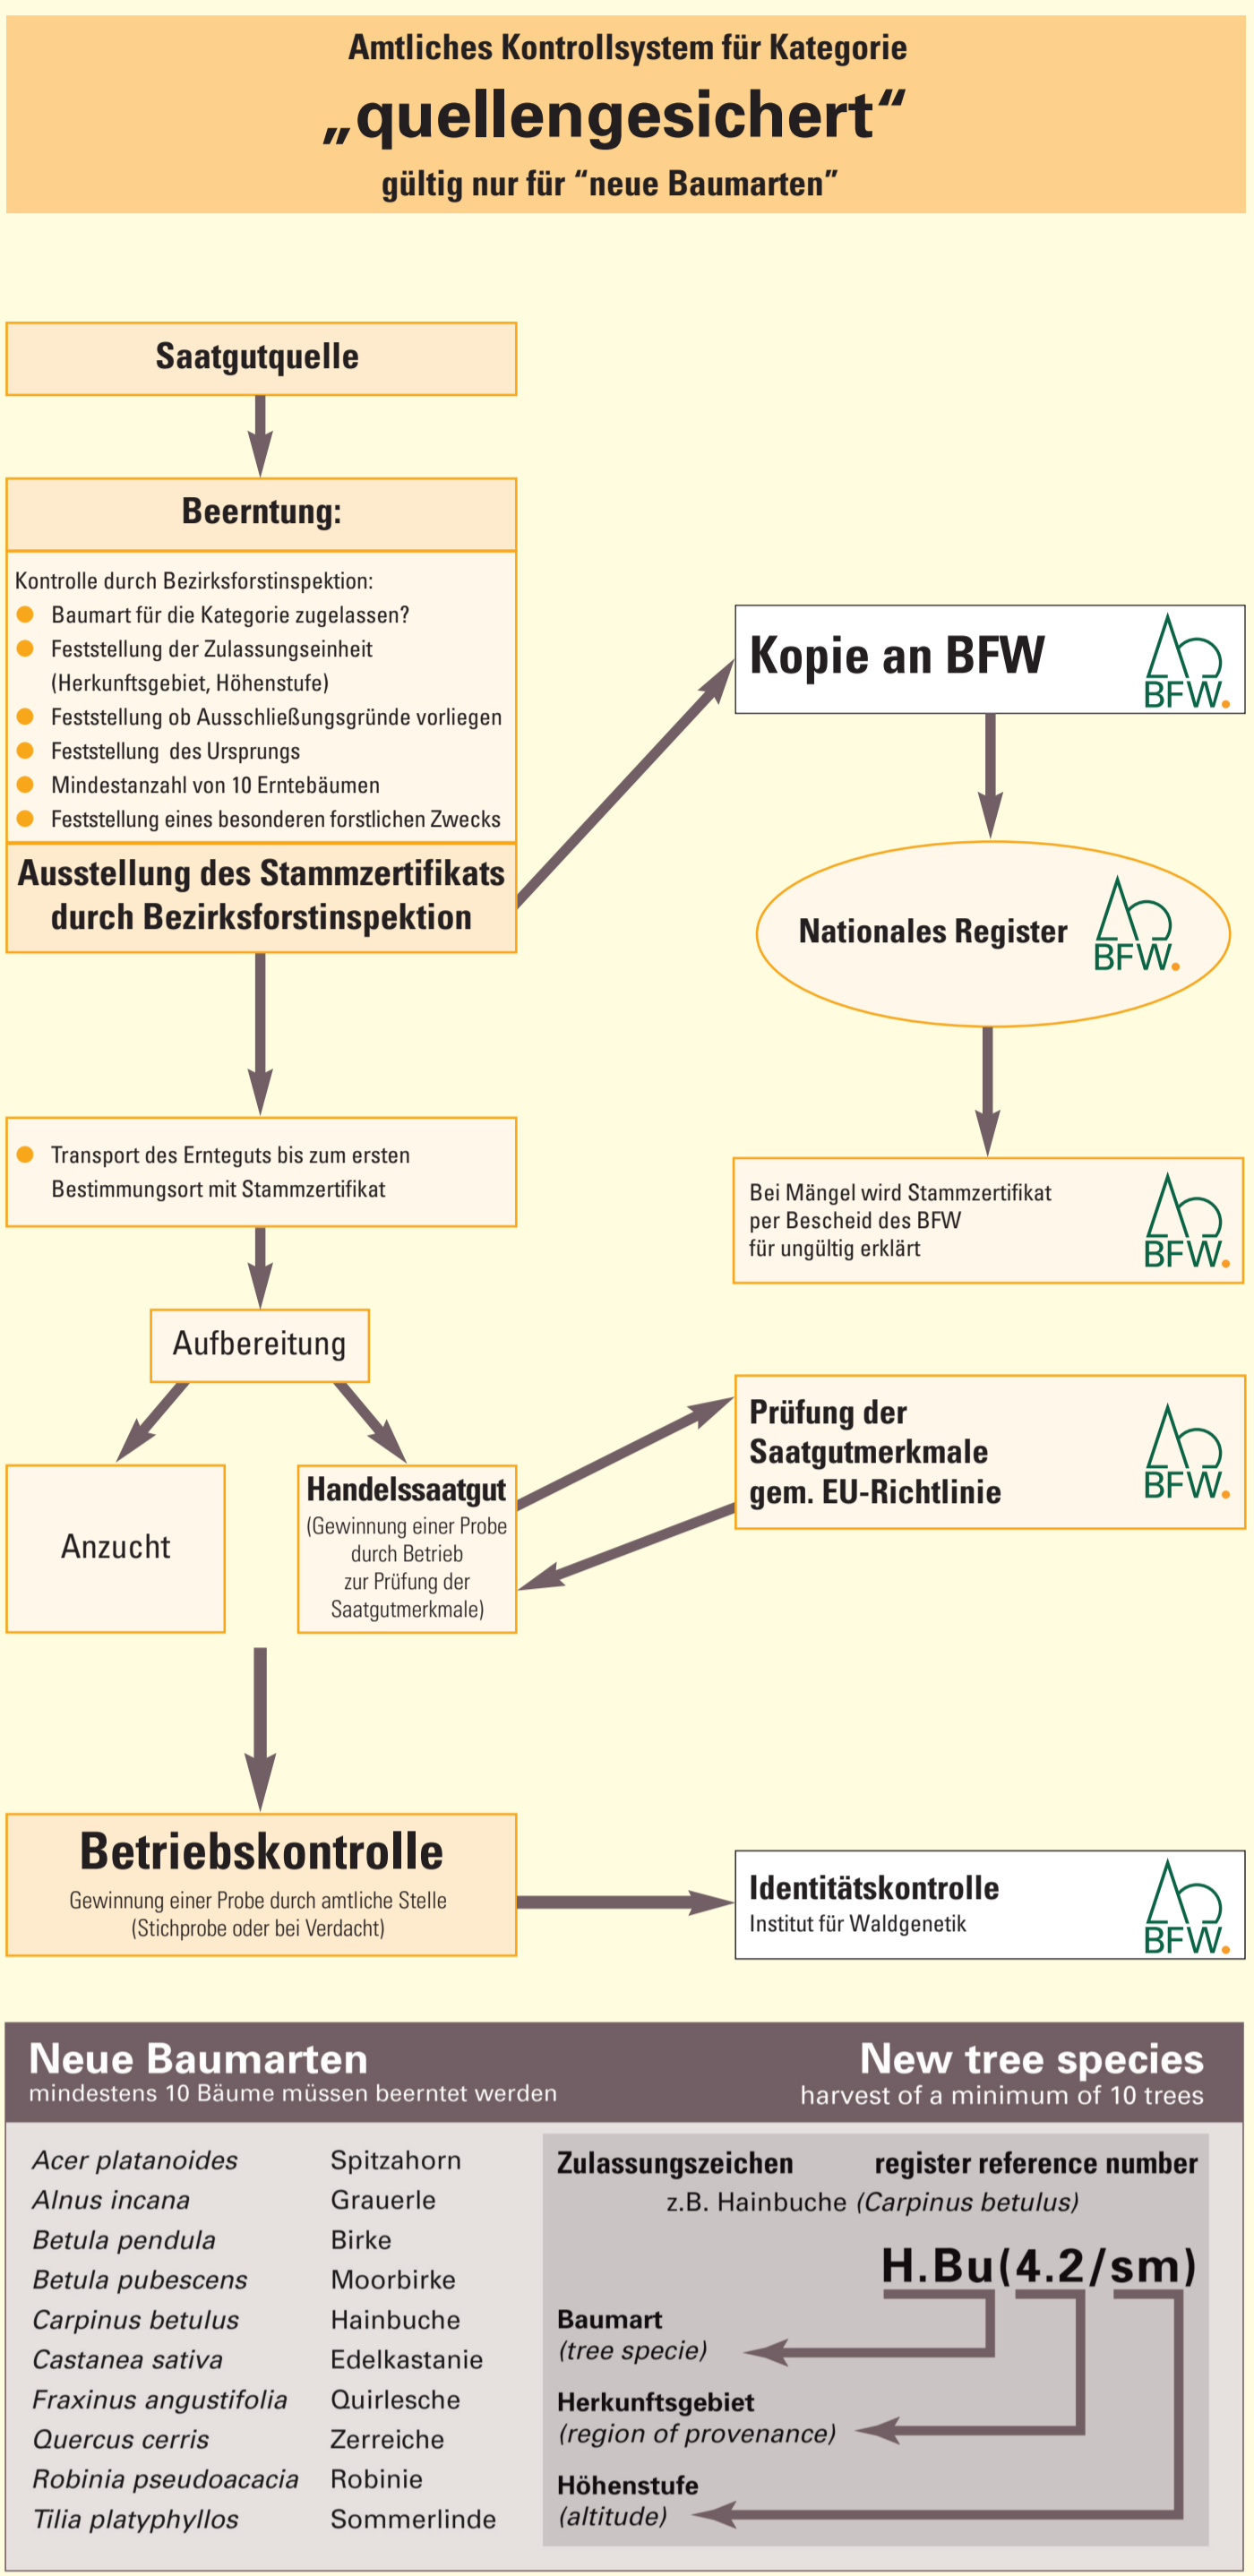 Amtliches Kontrollsystem für Kategorie
„quellengesichert“
gültig nur für “neue Baumarten”
Saatgutquelle
Beerntung:
Kontrolle durch Bezirksforstinspektion:
Baumart für die Kategorie zugelassen?
Feststellung der Zulassungseinheit
(Herkunftsgebiet, Höhenstufe)
Feststellung ob Ausschließungsgründe vorliegen
Feststellung des Ursprungs
Mindestanzahl von 10 Erntebäumen
Feststellung eines besonderen forstlichen Zwecks
Ausstellung des Stammzertifikats
durch Bezirksforstinspektion
Kopie an BFW
BFW.
Nationales Register
BFW.
Transport des Ernteguts bis zum ersten
Bestimmungsort mit Stammzertifikat
Bei Mängel wird Stammzertifikat
per Bescheid des BFW
für ungültig erklärt
BFW.
Aufbereitung
Anzucht
Handelssaatgut
(Gewinnung einer Probe
durch Betrieb
zur Prüfung der
Saatgutmerkmale)
Prüfung der
Saatgutmerkmale
gem. EU-Richtlinie
BFW.
Betriebskontrolle
Gewinnung einer Probe durch amtliche Stelle
(Stichprobe oder bei Verdacht)
Identitätskontrolle
Institut für Waldgenetik
BFW.
Neue Baumarten
mindestens 10 Bäume müssen beerntet werden
New tree species
harvest of a minimum of 10 trees
Acer platanoides Spitzahorn
Alnus incana Grauerle
Betula pendula Birke
Betula pubescens Moorbirke
Carpinus betulus Hainbuche
Castanea sativa Edelkastanie
Fraxinus angustifolia Quirlesche
Quercus cerris Zerreiche
Robinia pseudoacacia Robinie
Tilia platyphyllos Sommerlinde
Zulassungszeichen register reference number
z.B. Hainbuche (Carpinus betulus)
H.Bu(4.2/sm)
Baumart
(tree specie)
Herkunftsgebiet
(region of provenance)
Höhenstufe
(altitude)